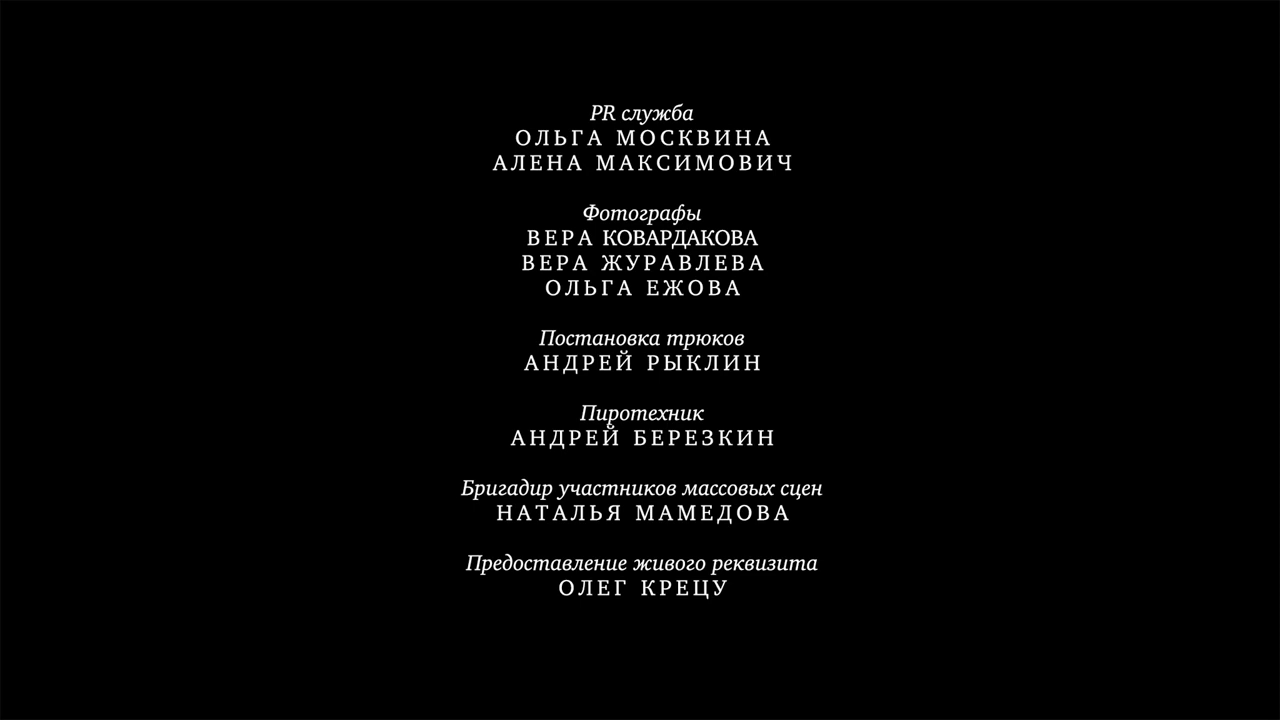 PR служба
ОЛЬГА МОСКВИНА
АЛЕНА МАКСИМОВИЧ
Фотографы
ВЕРА КОВАРДАКОВА
ВЕРА ЖУРАВЛЕВА
ОЛЬГА ЕЖОВА
Постановка трюков
АНДРЕЙ РЫКЛИН
Пиротехник
АНДРЕЙ БЕРЕЗКИН
Бригадир участников массовых сцен
НАТАЛЬЯ МАМЕДОВА
Предоставление живого реквизита
ОЛЕГ КРЕЦУ